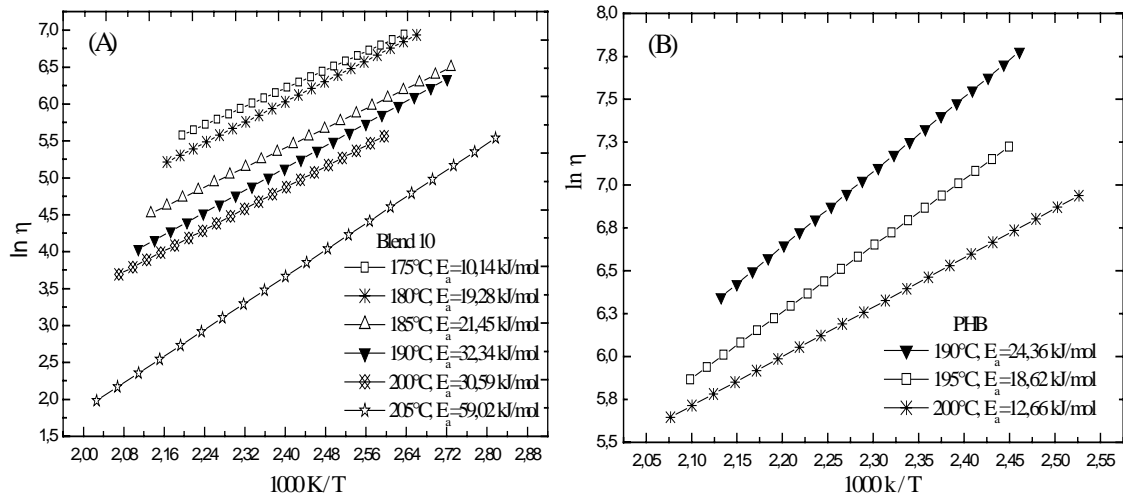 (A)
ln η
7,0
6,5
6,0
5,5
5,0
4,5
4,0
3,5
3,0
2,5
2,0
1,5
Blend 10
175°C, Ea=10,14 kJ/mol
180°C, Ea=19,28 kJ/mol
185°C, Ea=21,45 kJ/mol
190°C, Ea=32,34 kJ/mol
200°C, Ea=30,59 kJ/mol
205°C, Ea=59,02 kJ/mol
2,00 2,08 2,16 2,24 2,32 2,40 2,48 2,56 2,64 2,72 2,80 2,88
1000 K/T
(B)
ln η
8,0
7,8
7,5
7,3
7,0
6,8
6,5
6,3
6,0
5,8
5,5
PHB
190°C, Ea=24,36 kJ/mol
195°C, Ea=18,62 kJ/mol
200°C, Ea=12,66 kJ/mol
2,05 2,10 2,15 2,20 2,25 2,30 2,35 2,40 2,45 2,50 2,55
1000 k/T